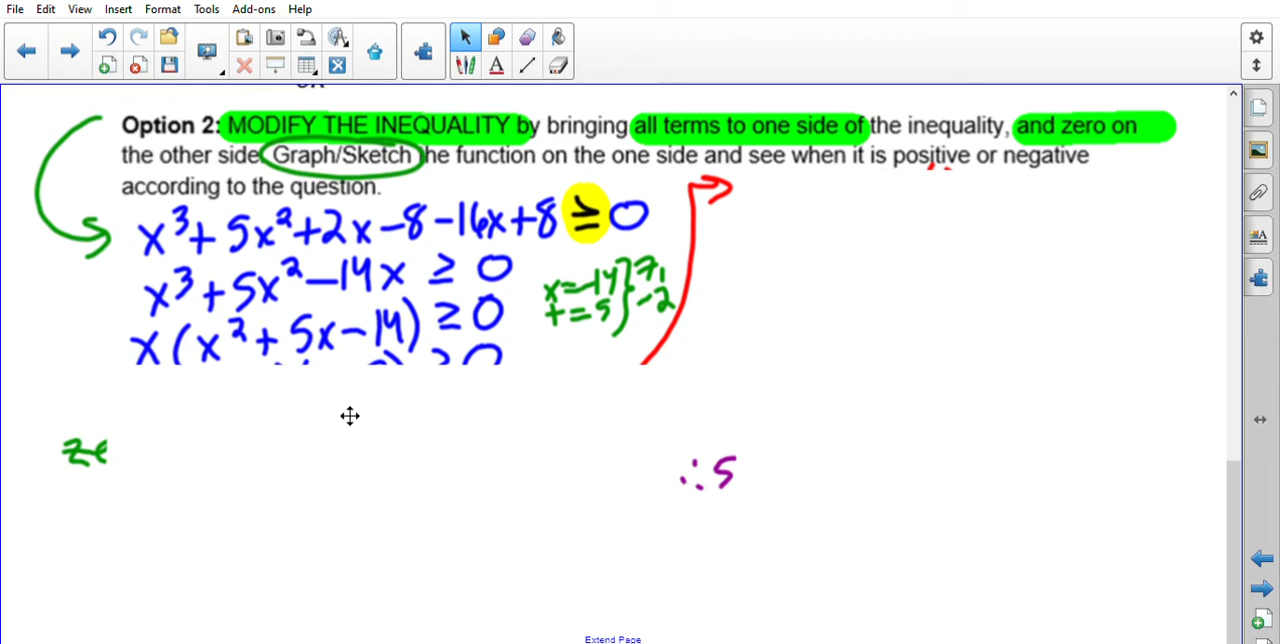 File Edit View Insert Format Tools Add-ons Help
Option 2: MODIFY THE INEQUALITY by bringing all terms to one side of the inequality, and zero on
the other side. Graph/Sketch the function on the one side and see when it is positive or negative
according to the question.
x³ + 5x² + 2x - 8 - 16x + 8 ≥ 0
x³ + 5x² - 14x ≥ 0
x = -14 } 7,
+ = 5 } -2
x(x² + 5x - 14) ≥ 0
ze
∴ s
Extend Page